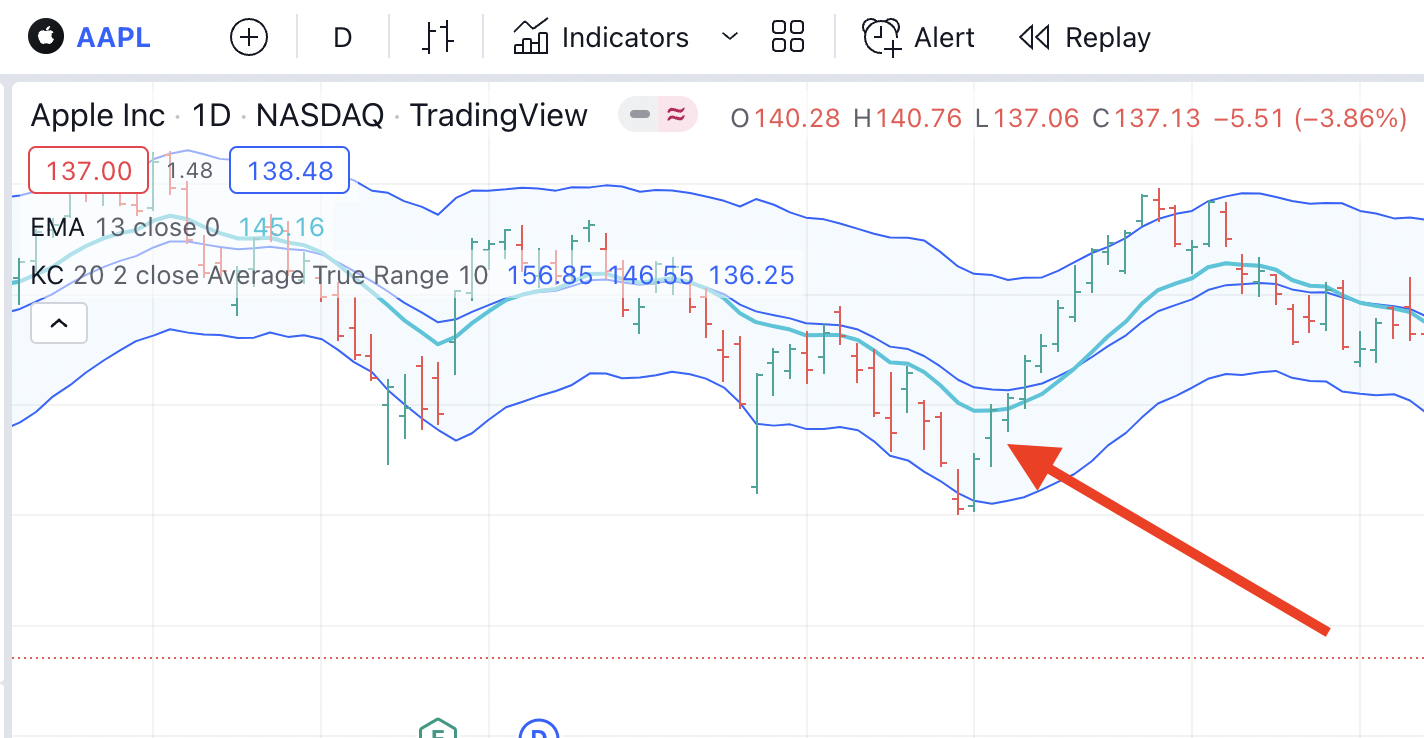 AAPL D Indicators Alert Replay
Apple Inc · 1D · NASDAQ · TradingView O140.28 H140.76 L137.06 C137.13 −5.51 (−3.86%)
137.00 1.48 138.48
EMA 13 close 0 145.16
KC 20 2 close Average True Range 10 156.85 146.55 136.25
E D